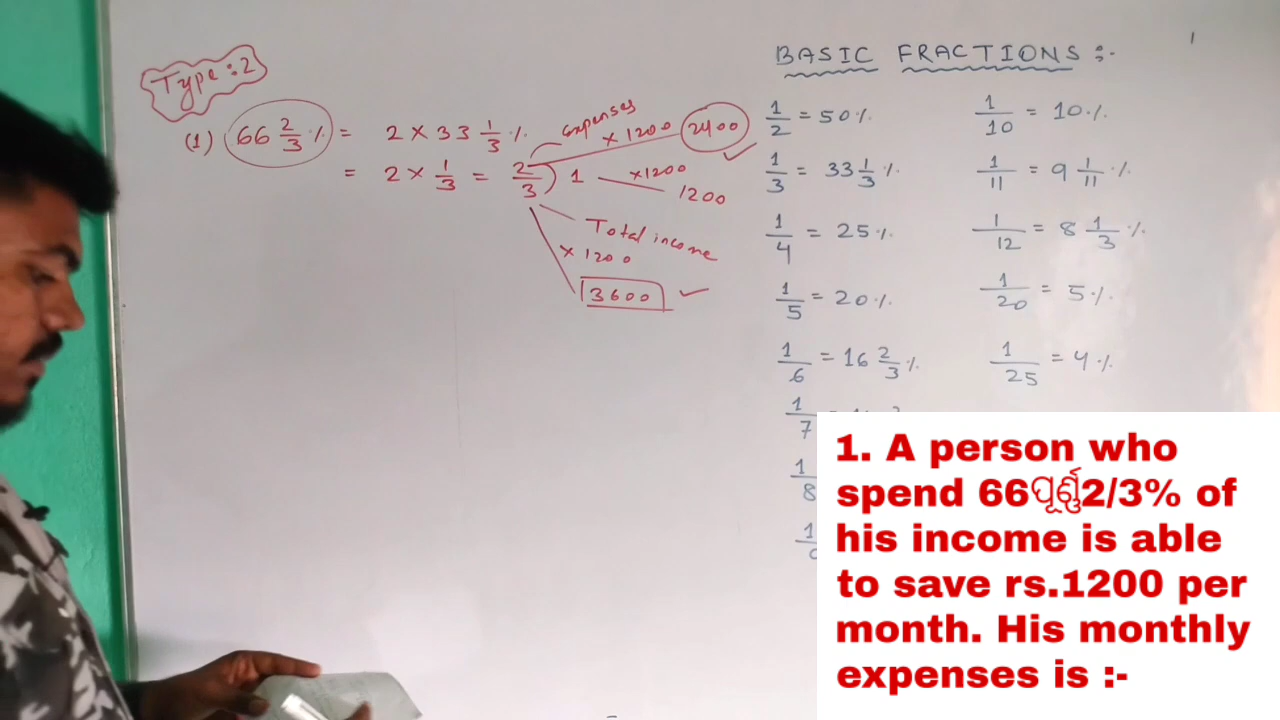 Type:2
(1) 66 2/3 % = 2 × 33 1/3 %
= 2 × 1/3 = 2/3 ) 1
expenses
× 1200 2400
×1200
1200
Total income
× 1200
3600
BASIC FRACTIONS :-
1/2 = 50%
1/3 = 33 1/3 %
1/4 = 25%
1/5 = 20%
1/6 = 16 2/3 %
1/7
1/8
1/10 = 10%
1/11 = 9 1/11 %
1/12 = 8 1/3 %
1/20 = 5%
1/25 = 4%
1. A person who
spend 66ପୂର୍ଣ୍ଣ2/3% of
his income is able
to save rs.1200 per
month. His monthly
expenses is :-